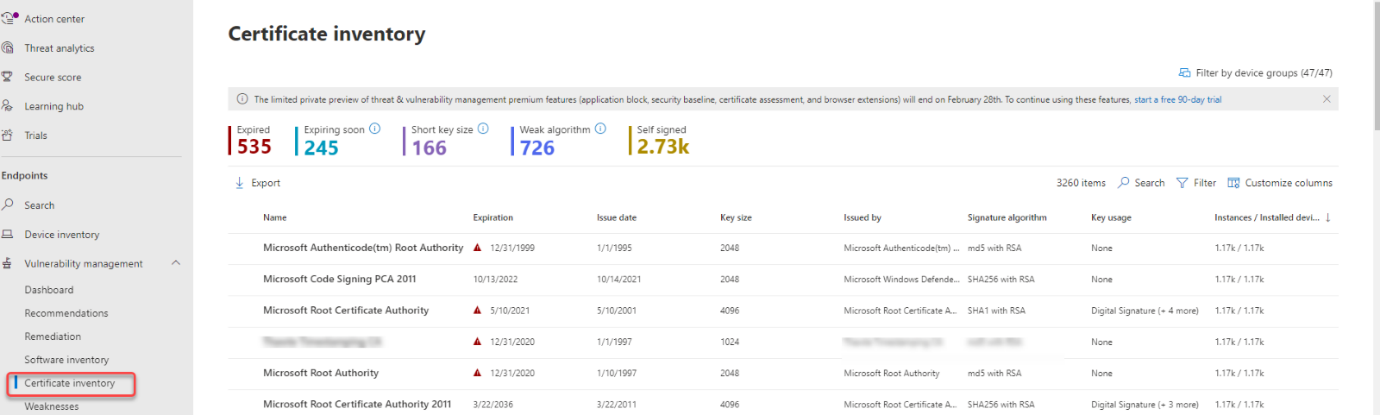 Action center
Threat analytics
Secure score
Learning hub
Trials
Endpoints
Search
Device inventory
Vulnerability management
Dashboard
Recommendations
Remediation
Software inventory
Certificate inventory
Weaknesses
Certificate inventory
Filter by device groups (47/47)
The limited private preview of threat & vulnerability management premium features (application block, security baseline, certificate assessment, and browser extensions) will end on February 28th. To continue using these features, start a free 90-day trial
Expired Expiring soon Short key size Weak algorithm Self signed
535 245 166 726 2.73k
Export 3260 items Search Filter Customize columns
Name Expiration Issue date Key size Issued by Signature algorithm Key usage Instances / Installed devi...
Microsoft Authenticode(tm) Root Authority 12/31/1999 1/1/1995 2048 Microsoft Authenticode(tm) ... md5 with RSA None 1.17k / 1.17k
Microsoft Code Signing PCA 2011 10/13/2022 10/14/2021 2048 Microsoft Windows Defende... SHA256 with RSA None 1.17k / 1.17k
Microsoft Root Certificate Authority 5/10/2021 5/10/2001 4096 Microsoft Root Certificate A... SHA1 with RSA Digital Signature (+ 4 more) 1.17k / 1.17k
12/31/2020 1/1/1997 1024 None 1.17k / 1.17k
Microsoft Root Authority 12/31/2020 1/10/1997 2048 Microsoft Root Authority md5 with RSA None 1.17k / 1.17k
Microsoft Root Certificate Authority 2011 3/22/2036 3/22/2011 4096 Microsoft Root Certificate A... SHA256 with RSA Digital Signature (+ 3 more) 1.17k / 1.17k